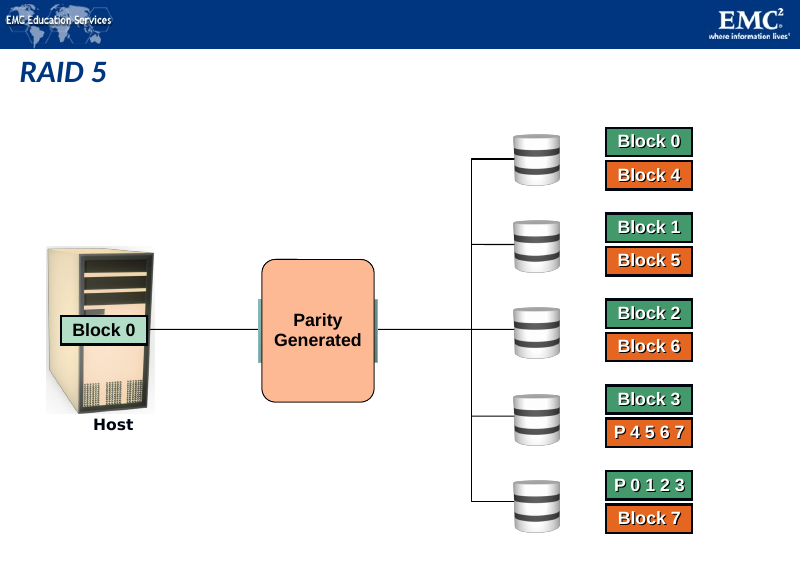 EMC Education Services
EMC²
where information lives®
RAID 5
Block 0
Block 4
Block 1
Block 5
Block 0
Parity
Generated
Block 2
Block 6
Block 3
P 4 5 6 7
Host
P 0 1 2 3
Block 7